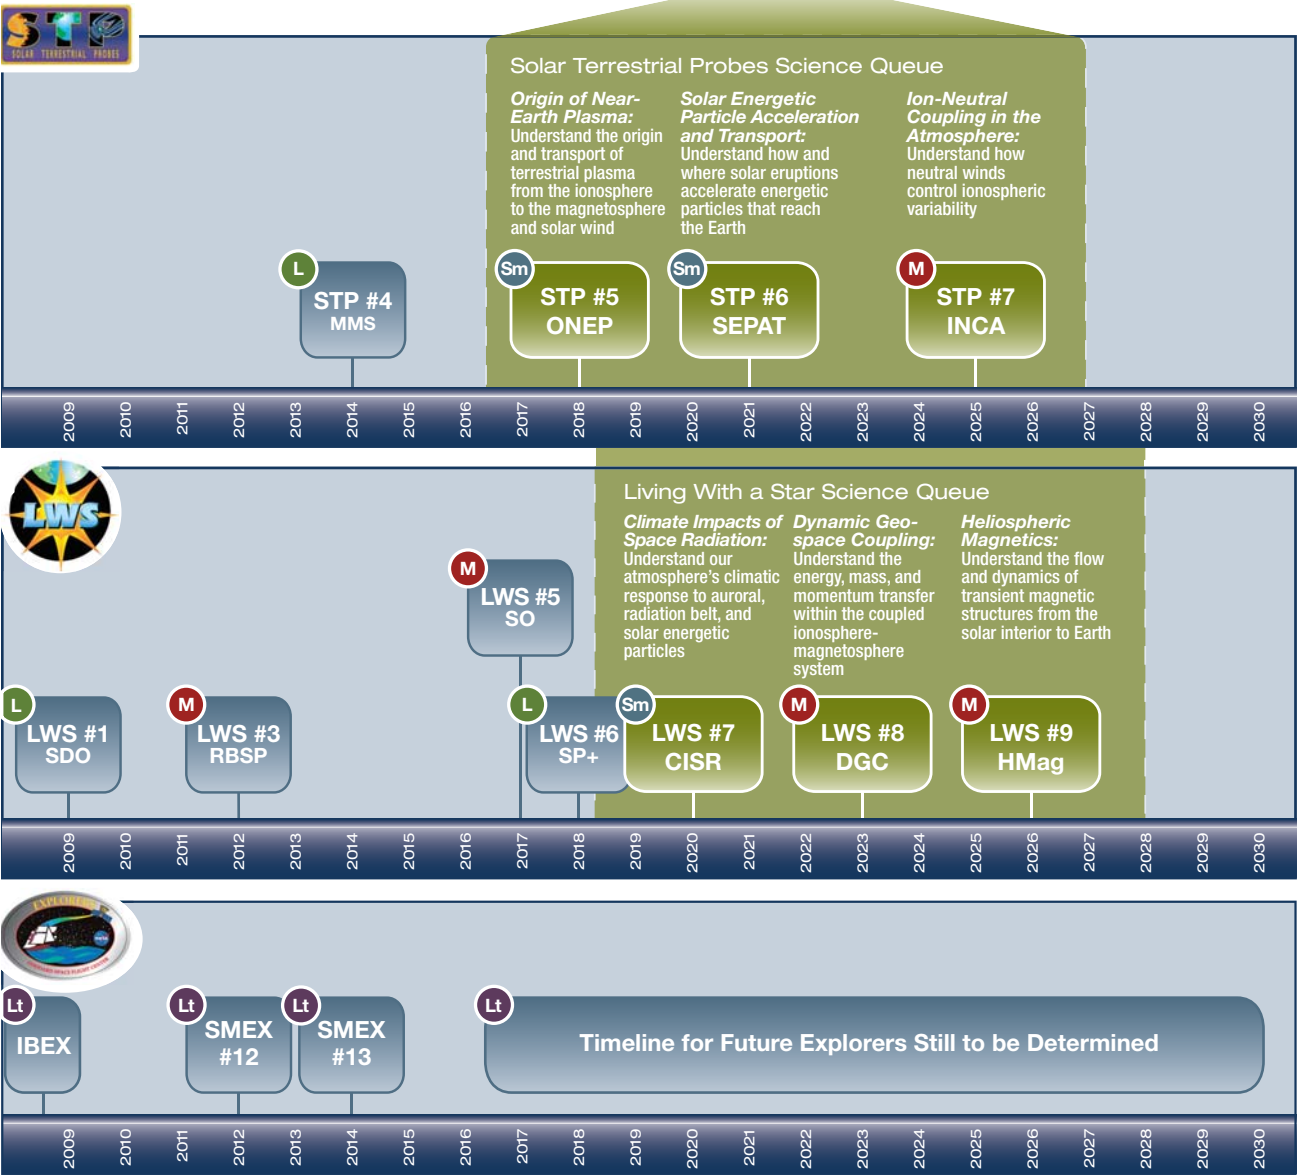 STP
SOLAR TERRESTRIAL PROBES
Solar Terrestrial Probes Science Queue
Origin of Near-
Earth Plasma:
Understand the origin
and transport of
terrestrial plasma
from the ionosphere
to the magnetosphere
and solar wind
Solar Energetic
Particle Acceleration
and Transport:
Understand how and
where solar eruptions
accelerate energetic
particles that reach
the Earth
Ion-Neutral
Coupling in the
Atmosphere:
Understand how
neutral winds
control ionospheric
variability
L
STP #4
MMS
Sm
STP #5
ONEP
Sm
STP #6
SEPAT
M
STP #7
INCA
2009
2010
2011
2012
2013
2014
2015
2016
2017
2018
2019
2020
2021
2022
2023
2024
2025
2026
2027
2028
2029
2030
LWS
Living With a Star Science Queue
Climate Impacts of
Space Radiation:
Understand our
atmosphere's climatic
response to auroral,
radiation belt, and
solar energetic
particles
Dynamic Geo-
space Coupling:
Understand the
energy, mass, and
momentum transfer
within the coupled
ionosphere-
magnetosphere
system
Heliospheric
Magnetics:
Understand the flow
and dynamics of
transient magnetic
structures from the
solar interior to Earth
M
LWS #5
SO
L
LWS #1
SDO
M
LWS #3
RBSP
L
LWS #6
SP+
Sm
LWS #7
CISR
M
LWS #8
DGC
M
LWS #9
HMag
2009
2010
2011
2012
2013
2014
2015
2016
2017
2018
2019
2020
2021
2022
2023
2024
2025
2026
2027
2028
2029
2030
EXPLORERS
Lt
IBEX
Lt
SMEX
#12
Lt
SMEX
#13
Lt
Timeline for Future Explorers Still to be Determined
2009
2010
2011
2012
2013
2014
2015
2016
2017
2018
2019
2020
2021
2022
2023
2024
2025
2026
2027
2028
2029
2030